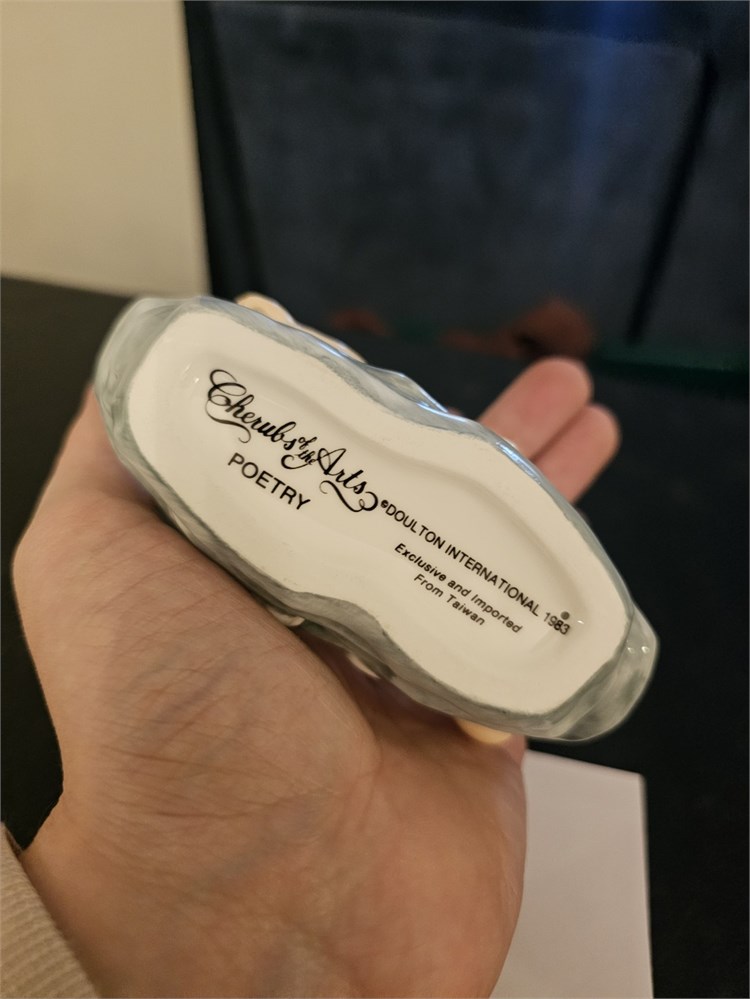 Cherubs of the Arts
POETRY
©DOULTON INTERNATIONAL 1983
Exclusive and Imported
From Taiwan